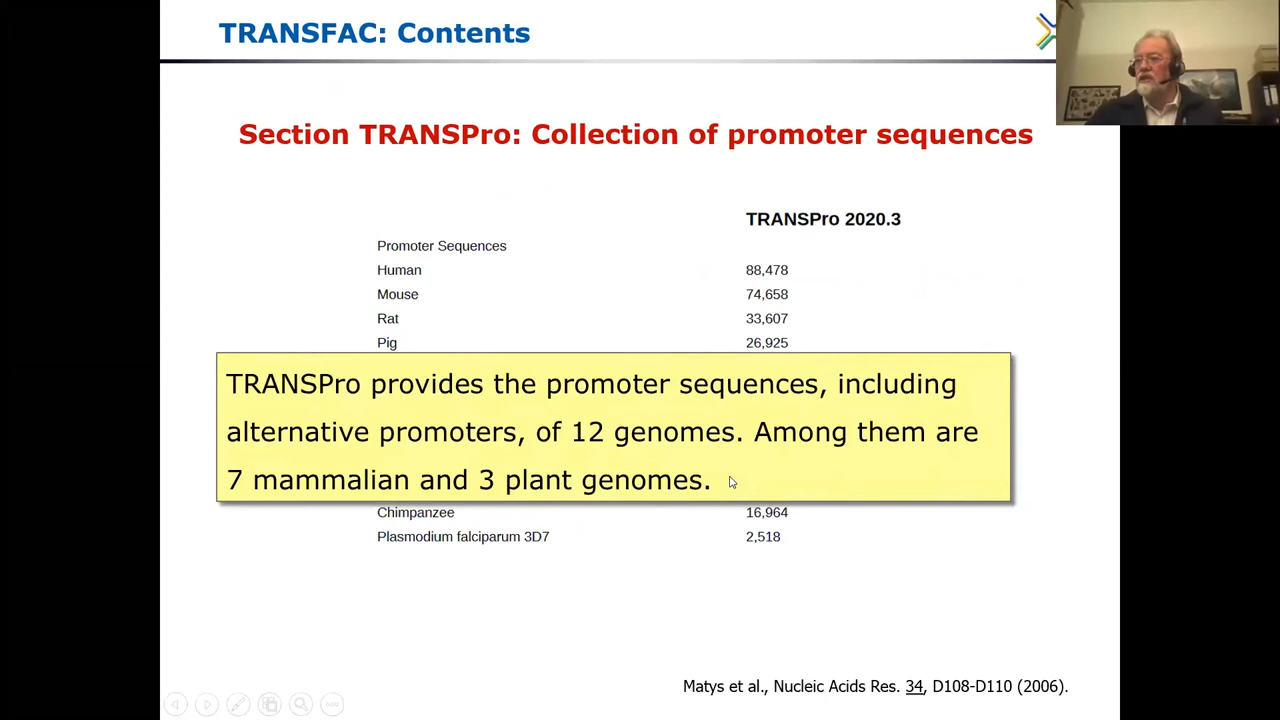 TRANSFAC: Contents
Section TRANSPro: Collection of promoter sequences
TRANSPro 2020.3
Promoter Sequences
Human 88,478
Mouse 74,658
Rat 33,607
Pig 26,925
TRANSPro provides the promoter sequences, including
alternative promoters, of 12 genomes. Among them are
7 mammalian and 3 plant genomes.
Chimpanzee 16,964
Plasmodium falciparum 3D7 2,518
Matys et al., Nucleic Acids Res. 34, D108-D110 (2006).